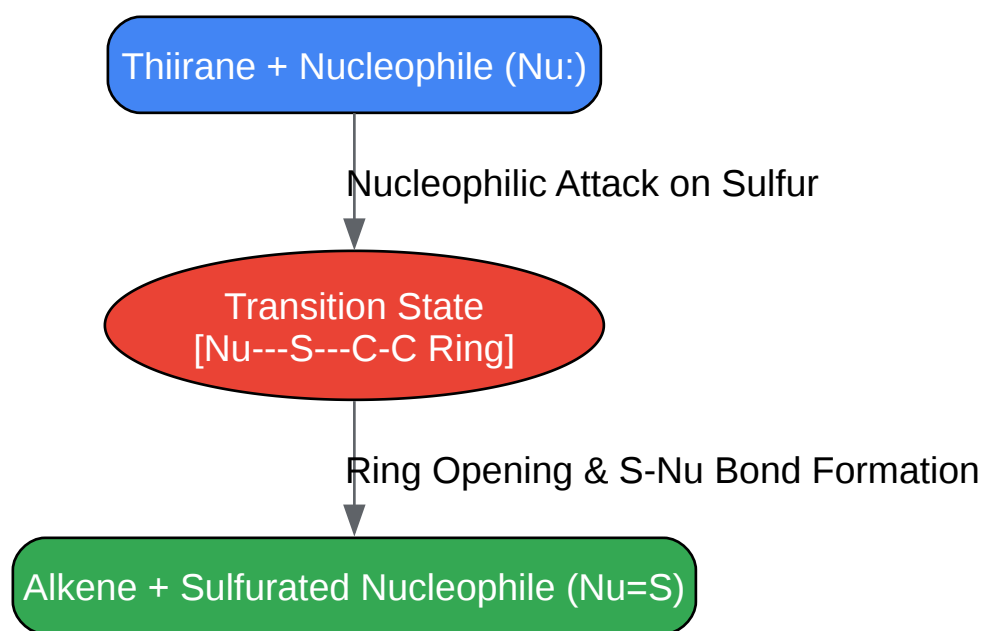 Thiirane + Nucleophile (Nu:)
Nucleophilic Attack on Sulfur
Transition State
[Nu---S---C-C Ring]
Ring Opening & S-Nu Bond Formation
Alkene + Sulfurated Nucleophile (Nu=S)